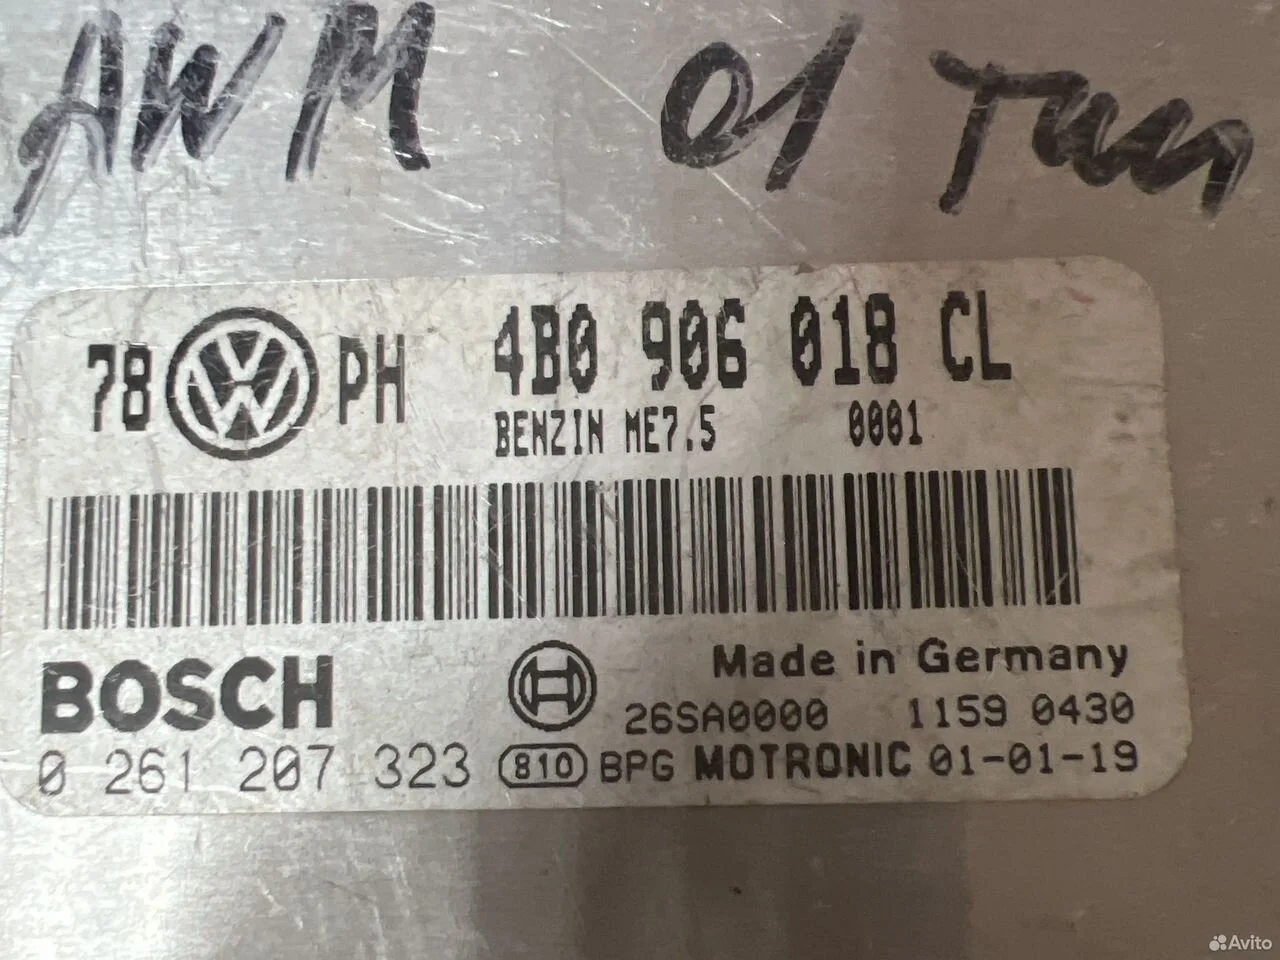 AWM 01 Тип
78 PH 4B0 906 018 CL
BENZIN ME7.5 0001
BOSCH Made in Germany
26SA0000 1159 0430
0 261 207 323 810 BPG MOTRONIC 01-01-19
Avito